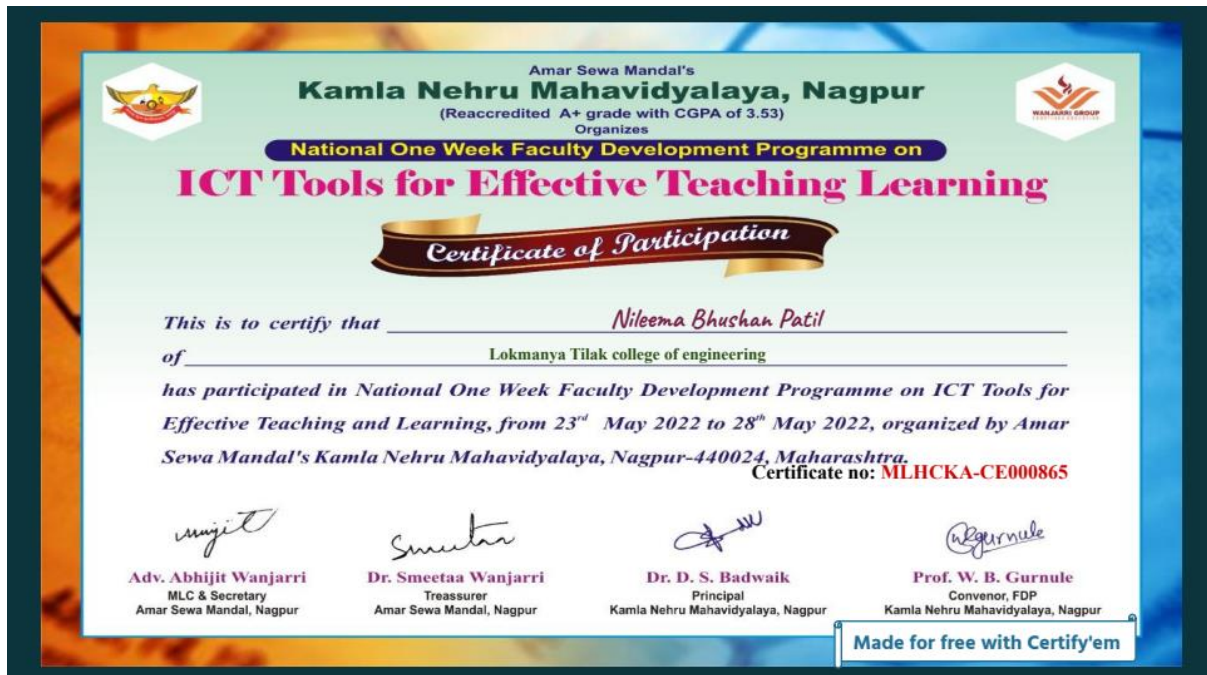 Amar Sewa Mandal's
Kamla Nehru Mahavidyalaya, Nagpur
(Reaccredited A+ grade with CGPA of 3.53)
Organizes
National One Week Faculty Development Programme on
ICT Tools for Effective Teaching Learning
Certificate of Participation
WANJARRI GROUP
This is to certify that Nileema Bhushan Patil
of Lokmanya Tilak college of engineering
has participated in National One Week Faculty Development Programme on ICT Tools for
Effective Teaching and Learning, from 23rd May 2022 to 28th May 2022, organized by Amar
Sewa Mandal's Kamla Nehru Mahavidyalaya, Nagpur-440024, Maharashtra.
Certificate no: MLHCKA-CE000865
Adv. Abhijit Wanjarri
MLC & Secretary
Amar Sewa Mandal, Nagpur
Dr. Smeetaa Wanjarri
Treassurer
Amar Sewa Mandal, Nagpur
Dr. D. S. Badwaik
Principal
Kamla Nehru Mahavidyalaya, Nagpur
Prof. W. B. Gurnule
Convenor, FDP
Kamla Nehru Mahavidyalaya, Nagpur
Made for free with Certify'em